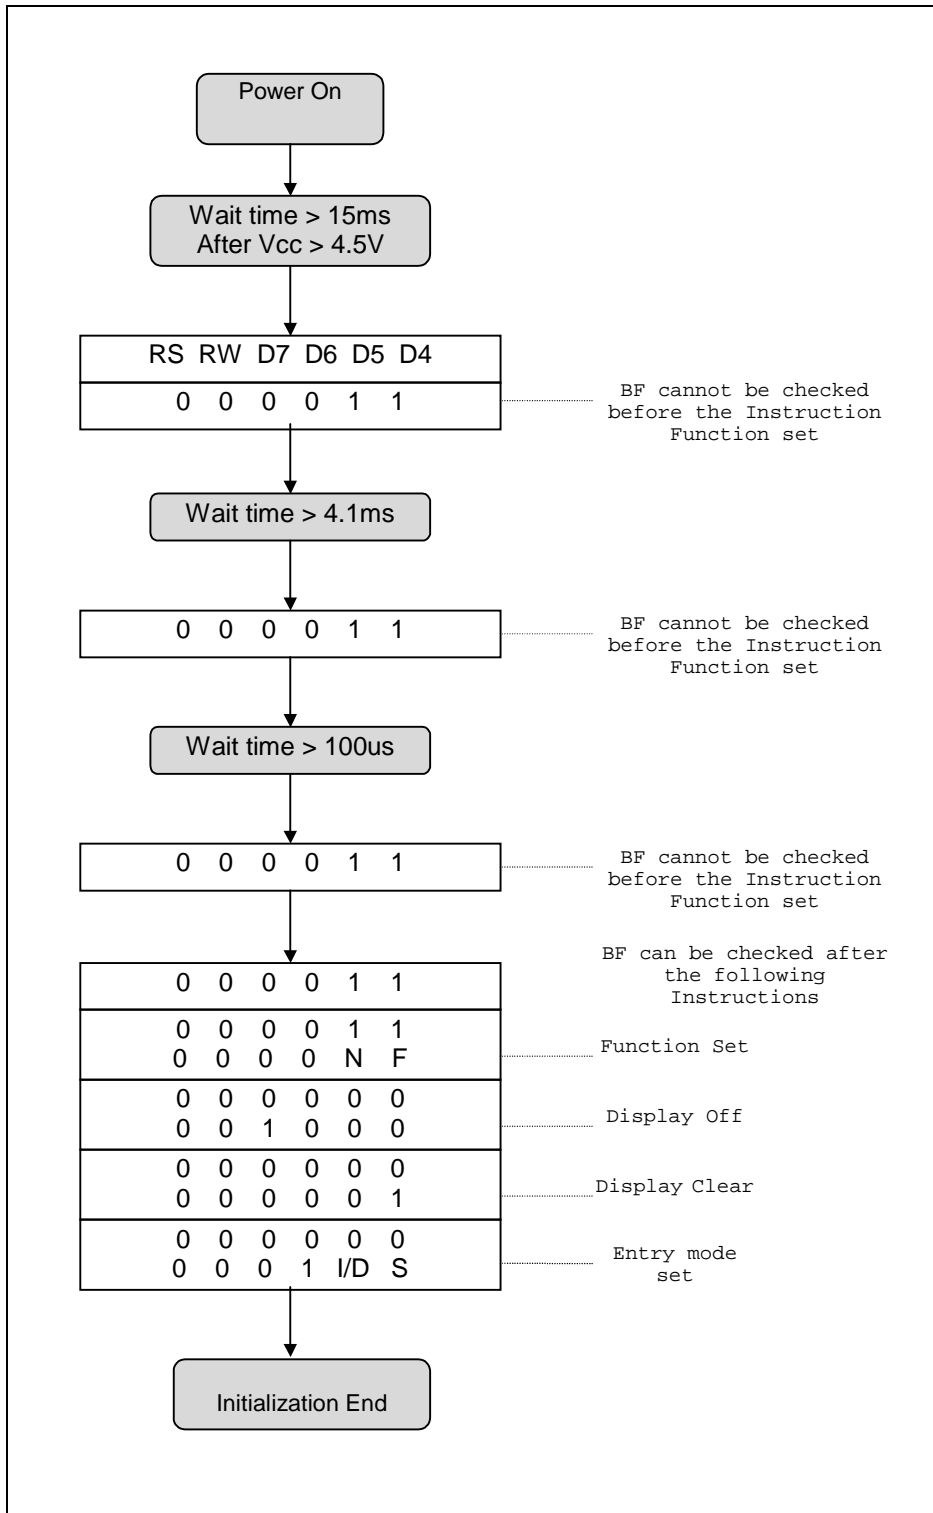 Power On
Wait time > 15ms
After Vcc > 4.5V
RS RW D7 D6 D5 D4
0 0 0 0 1 1
BF cannot be checked
before the Instruction
Function set
Wait time > 4.1ms
0 0 0 0 1 1
BF cannot be checked
before the Instruction
Function set
Wait time > 100us
0 0 0 0 1 1
BF cannot be checked
before the Instruction
Function set
BF can be checked after
the following
Instructions
0 0 0 0 1 1
0 0 0 0 1 1
0 0 0 0 N F
Function Set
0 0 0 0 0 0
0 0 1 0 0 0
Display Off
0 0 0 0 0 0
0 0 0 0 0 1
Display Clear
0 0 0 0 0 0
0 0 0 1 I/D S
Entry mode
set
Initialization End